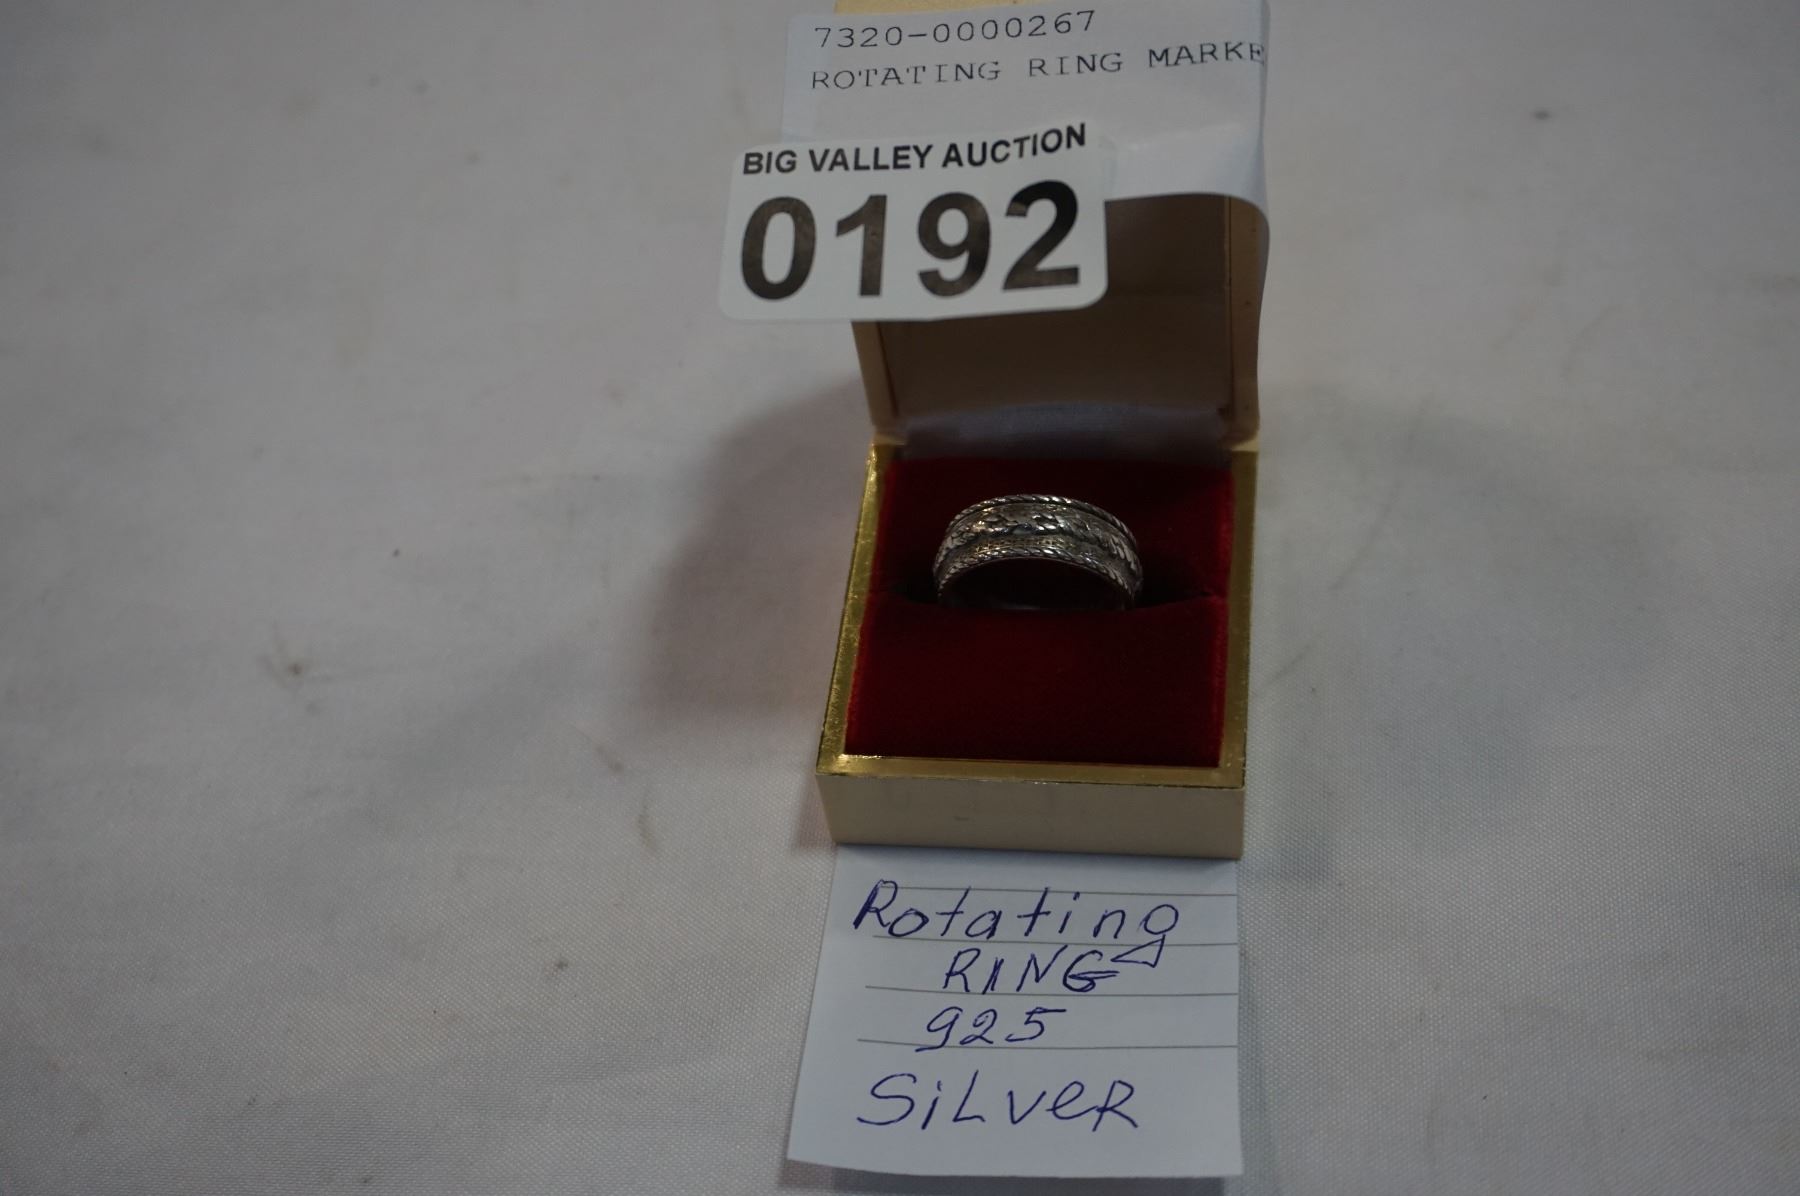 7320-0000267
ROTATING RING MARKE
BIG VALLEY AUCTION
0192
Rotating
RING
925
SiLveR